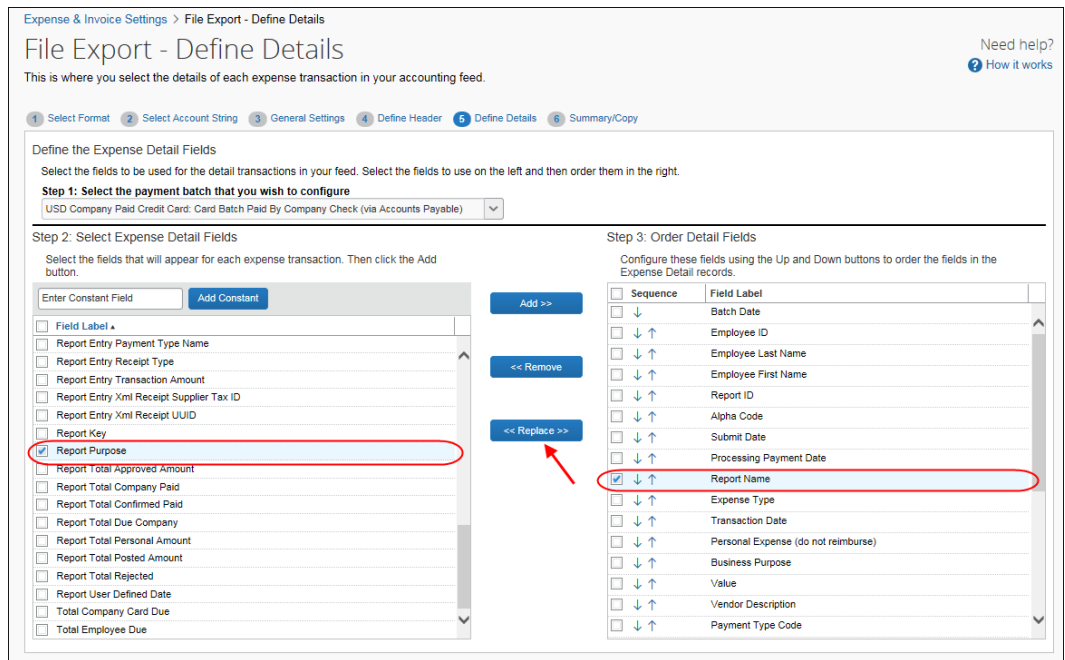 Expense & Invoice Settings > File Export - Define Details
File Export - Define Details
Need help?
How it works
This is where you select the details of each expense transaction in your accounting feed.
1 Select Format 2 Select Account String 3 General Settings 4 Define Header 5 Define Details 6 Summary/Copy
Define the Expense Detail Fields
Select the fields to be used for the detail transactions in your feed. Select the fields to use on the left and then order them in the right.
Step 1: Select the payment batch that you wish to configure
USD Company Paid Credit Card: Card Batch Paid By Company Check (via Accounts Payable)
Step 2: Select Expense Detail Fields
Select the fields that will appear for each expense transaction. Then click the Add
button.
Enter Constant Field
Add Constant
Field Label
Report Entry Payment Type Name
Report Entry Receipt Type
Report Entry Transaction Amount
Report Entry Xml Receipt Supplier Tax ID
Report Entry Xml Receipt UUID
Report Key
Report Purpose
Report Total Approved Amount
Report Total Company Paid
Report Total Confirmed Paid
Report Total Due Company
Report Total Personal Amount
Report Total Posted Amount
Report Total Rejected
Report User Defined Date
Total Company Card Due
Total Employee Due
Add >>
<< Remove
<< Replace >>
Step 3: Order Detail Fields
Configure these fields using the Up and Down buttons to order the fields in the
Expense Detail records.
Sequence Field Label
Batch Date
Employee ID
Employee Last Name
Employee First Name
Report ID
Alpha Code
Submit Date
Processing Payment Date
Report Name
Expense Type
Transaction Date
Personal Expense (do not reimburse)
Business Purpose
Value
Vendor Description
Payment Type Code